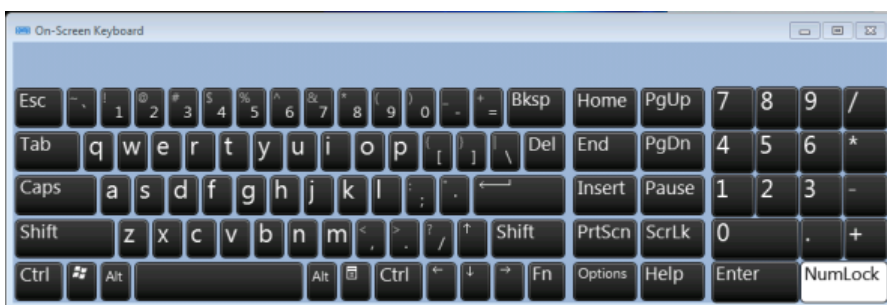 On-Screen Keyboard
Esc ~ ` ! 1 @ 2 # 3 $ 4 % 5 ^ 6 & 7 * 8 ( 9 ) 0 _ - + = Bksp Home PgUp 7 8 9 /
Tab q w e r t y u i o p { [ } ] | \ Del End PgDn 4 5 6 *
Caps a s d f g h j k l : ; " ' Insert Pause 1 2 3 -
Shift z x c v b n m < , > . ? / ↑ Shift PrtScn ScrLk 0 . +
Ctrl Alt Alt Ctrl ← ↓ → Fn Options Help Enter NumLock